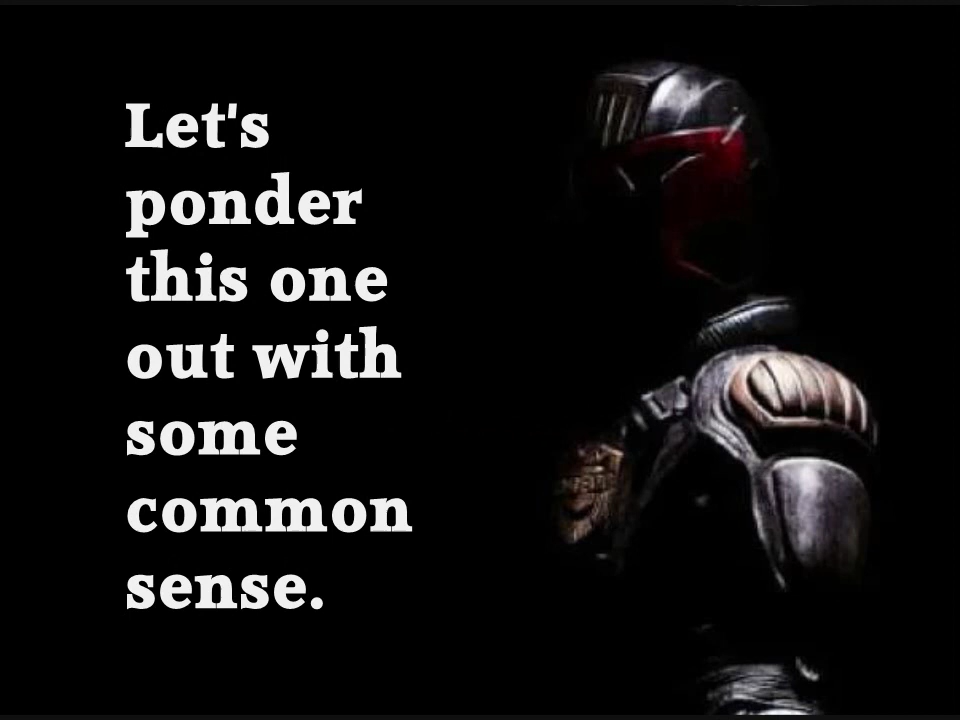 Let's
ponder
this one
out with
some
common
sense.